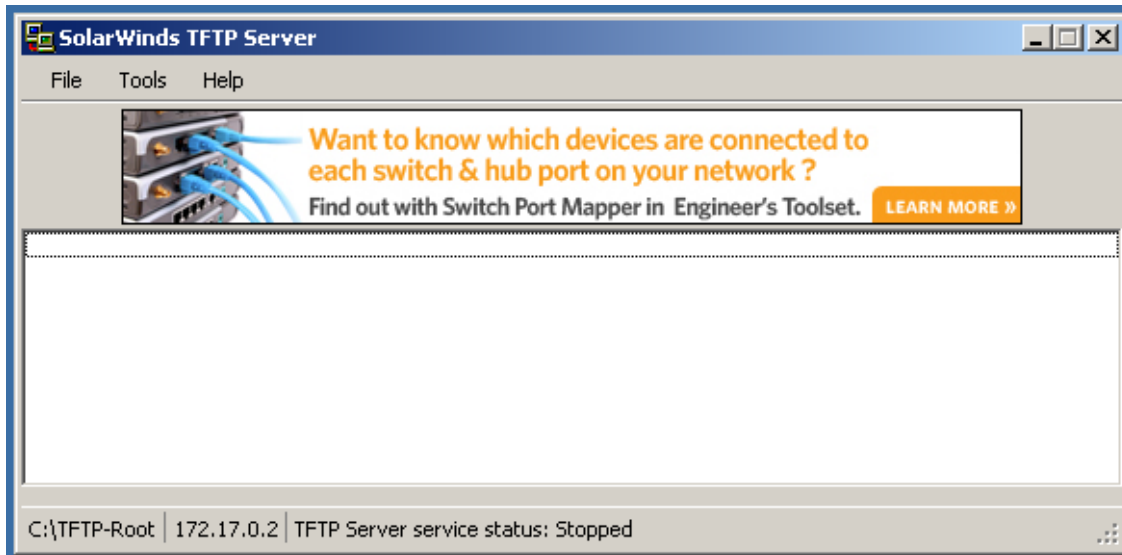 SolarWinds TFTP Server
File Tools Help
Want to know which devices are connected to
each switch & hub port on your network ?
Find out with Switch Port Mapper in Engineer's Toolset. LEARN MORE »
C:\TFTP-Root 172.17.0.2 TFTP Server service status: Stopped